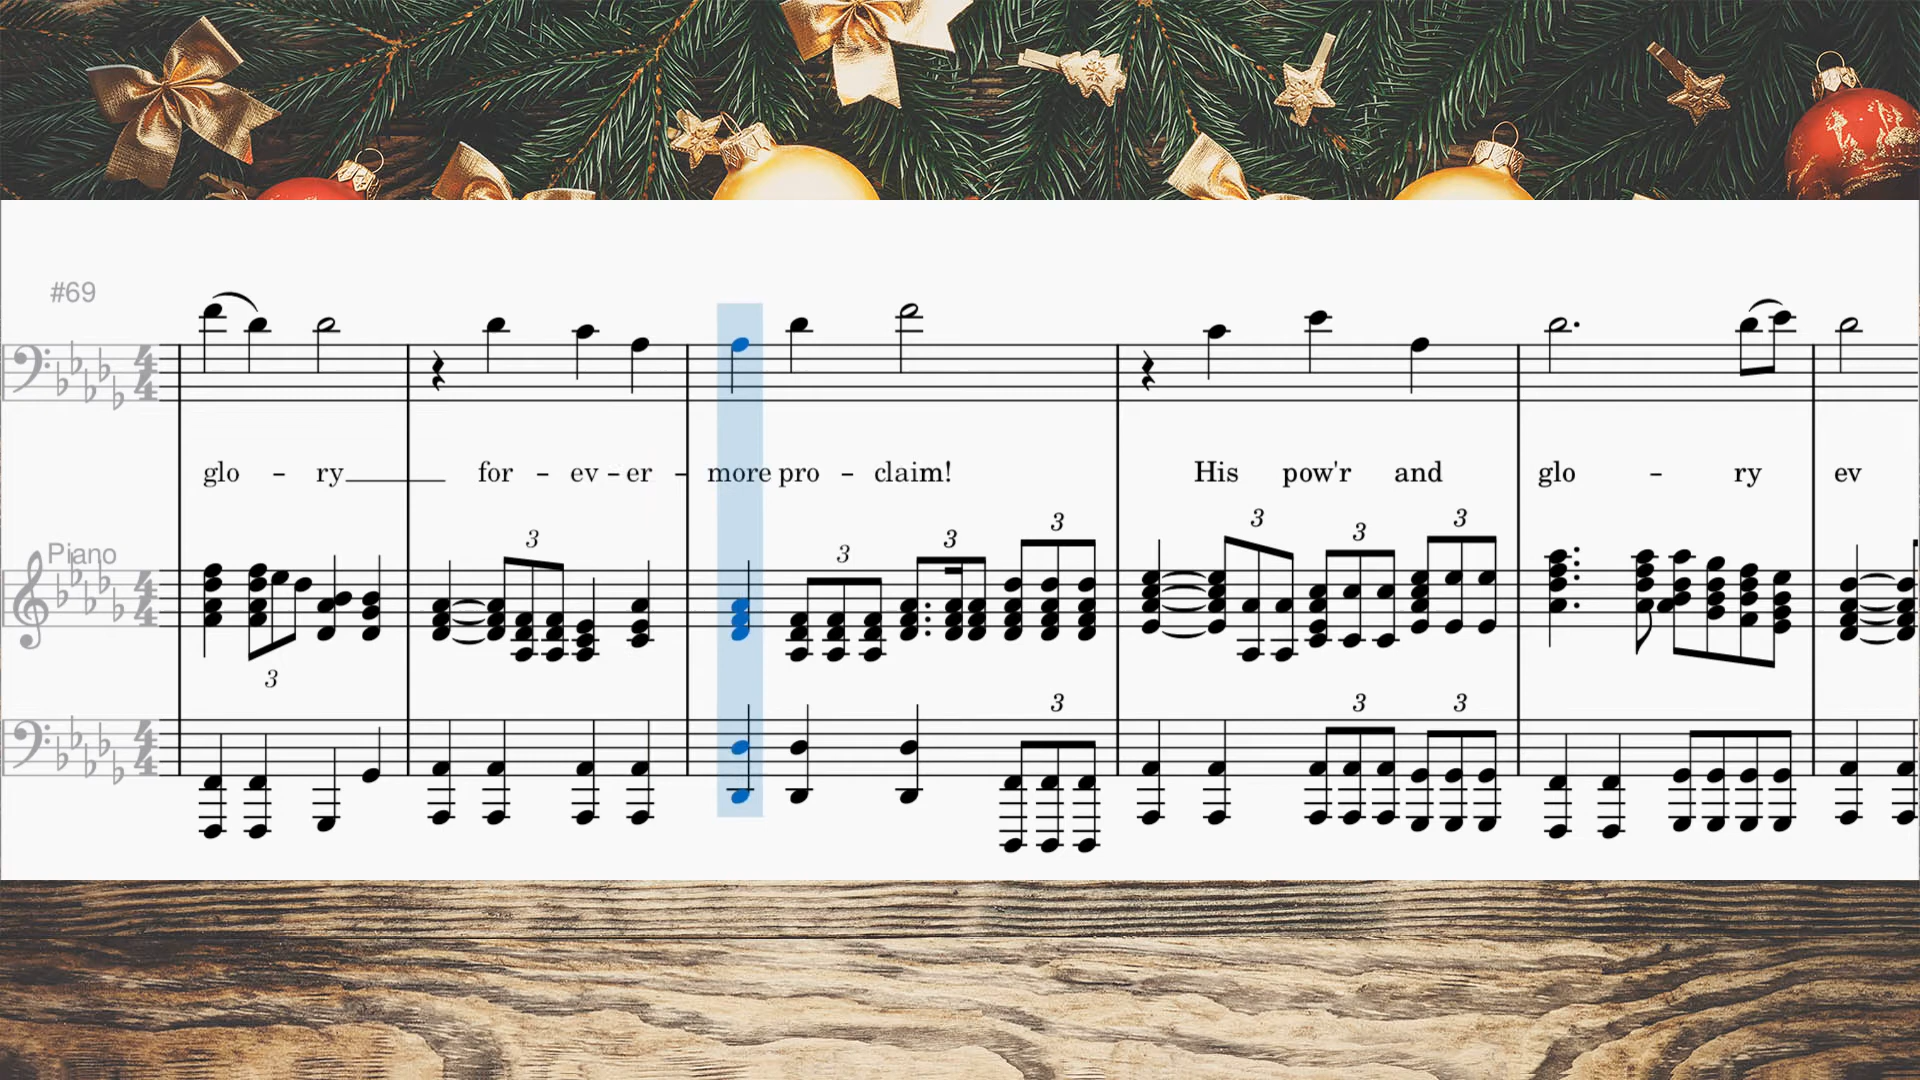 #69
glo - ry for - ev - er - more pro - claim! His pow'r and glo - ry ev
3 3 3 3 3 3 3
Piano
3
3 3 3